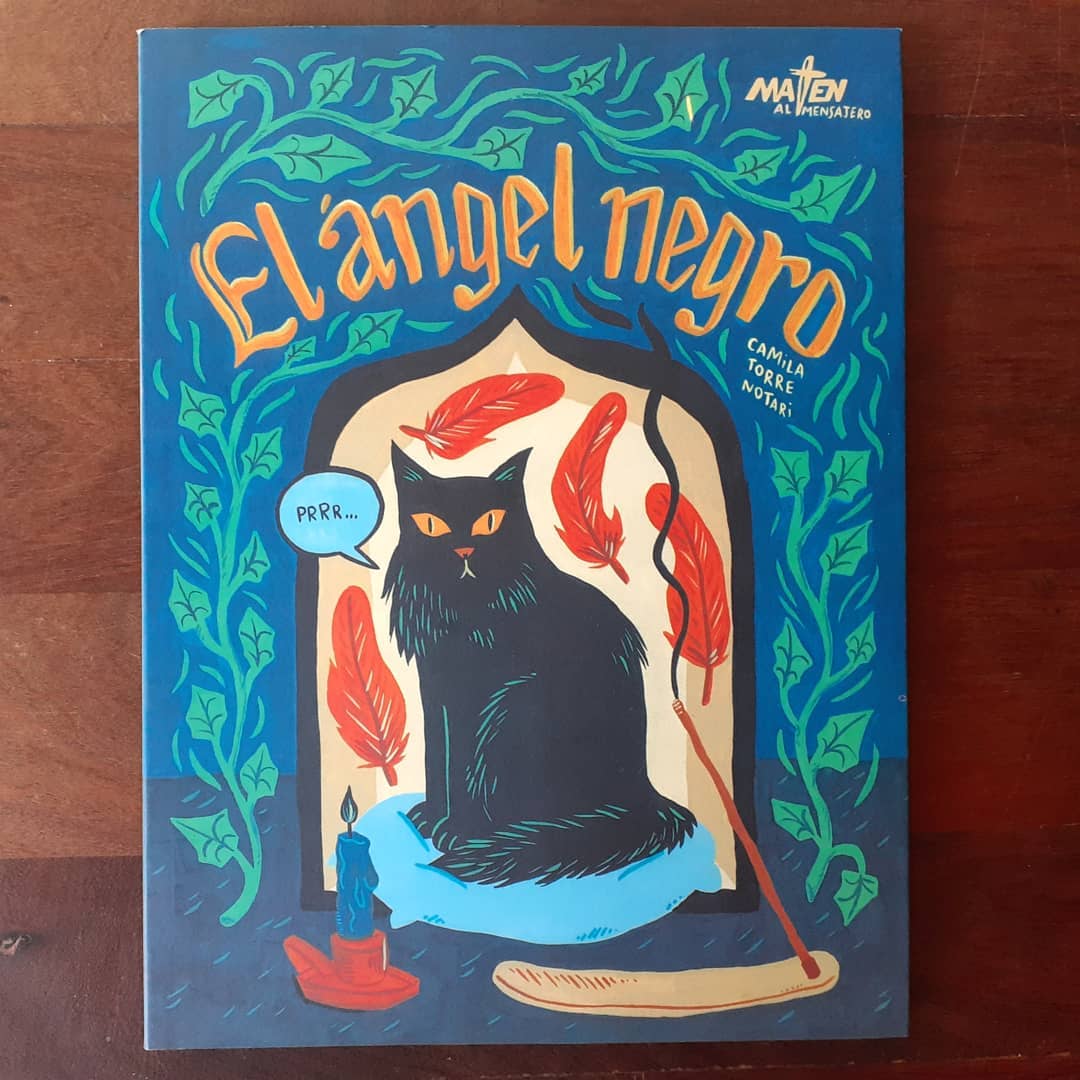 MATEN
AL MENSAJERO
El ángel negro
CAMILA
TORRE
NOTARI
PRRR...